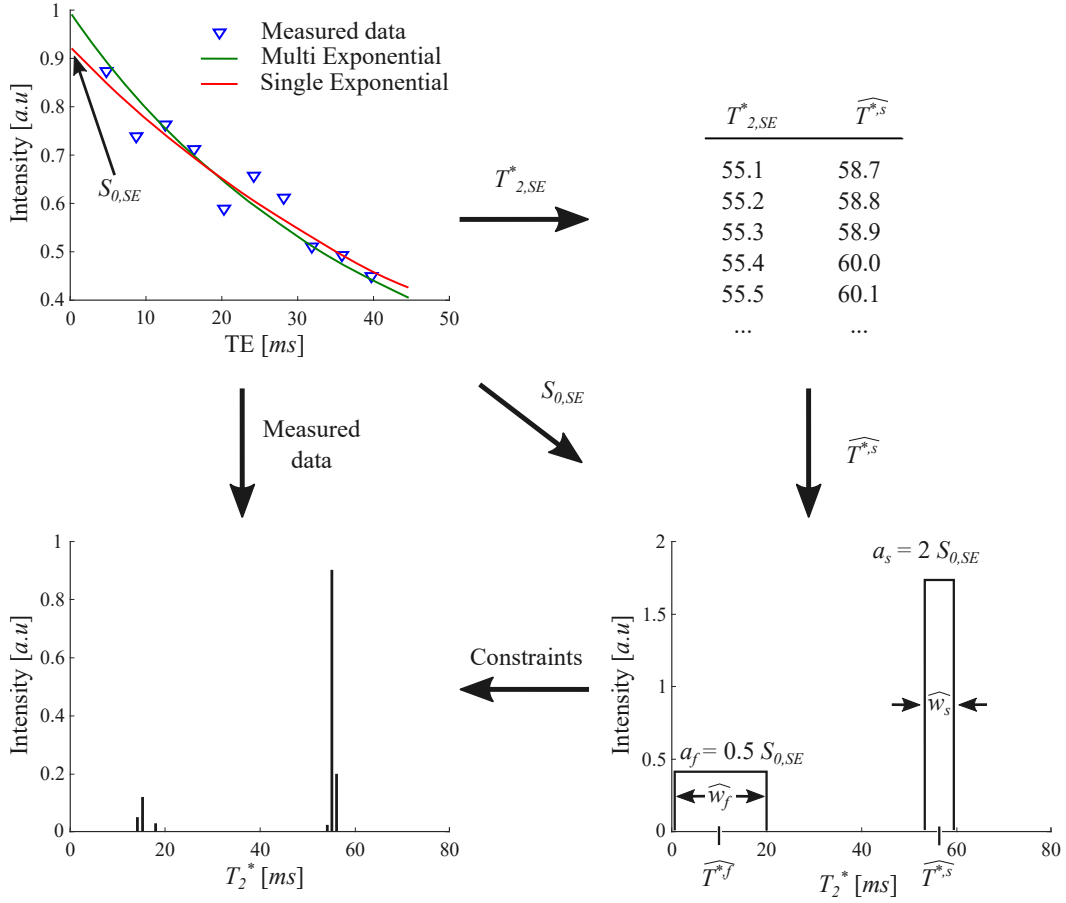 Measured data
Multi Exponential
Single Exponential
Intensity [a.u]
1
0.9
0.8
0.7
0.6
0.5
0.4
0
10
20
30
40
50
TE [ms]
S0,SE
T*2,SE
T*2,SE T*,s
55.1 58.7
55.2 58.8
55.3 58.9
55.4 60.0
55.5 60.1
... ...
Measured
data
S0,SE
T*,s
Intensity [a.u]
1
0.8
0.6
0.4
0.2
0
0
20
40
60
80
T2* [ms]
Constraints
Intensity [a.u]
2
1.5
1
0.5
0
as = 2 S0,SE
ws
af = 0.5 S0,SE
wf
0
20
60
80
T*,f
T2* [ms]
T*,s